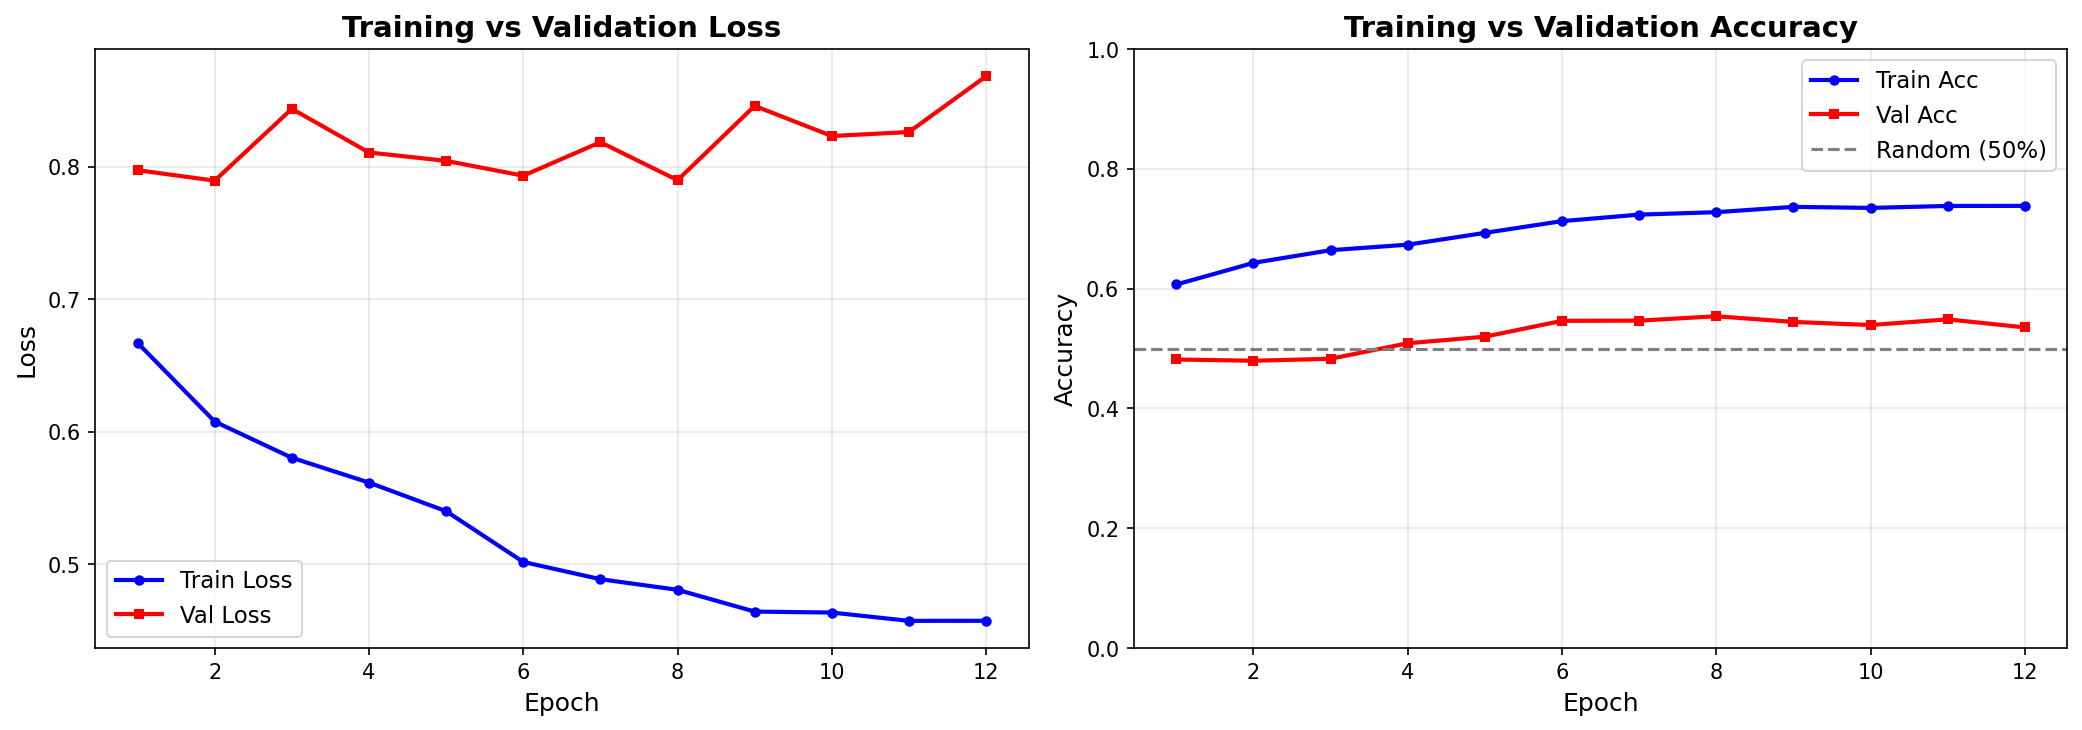 Training vs Validation Loss
Loss
0.8
0.7
0.6
0.5
Train Loss
Val Loss
2 4 6 8 10 12
Epoch
Training vs Validation Accuracy
Accuracy
1.0
0.8
0.6
0.4
0.2
0.0
Train Acc
Val Acc
Random (50%)
2 4 6 8 10 12
Epoch